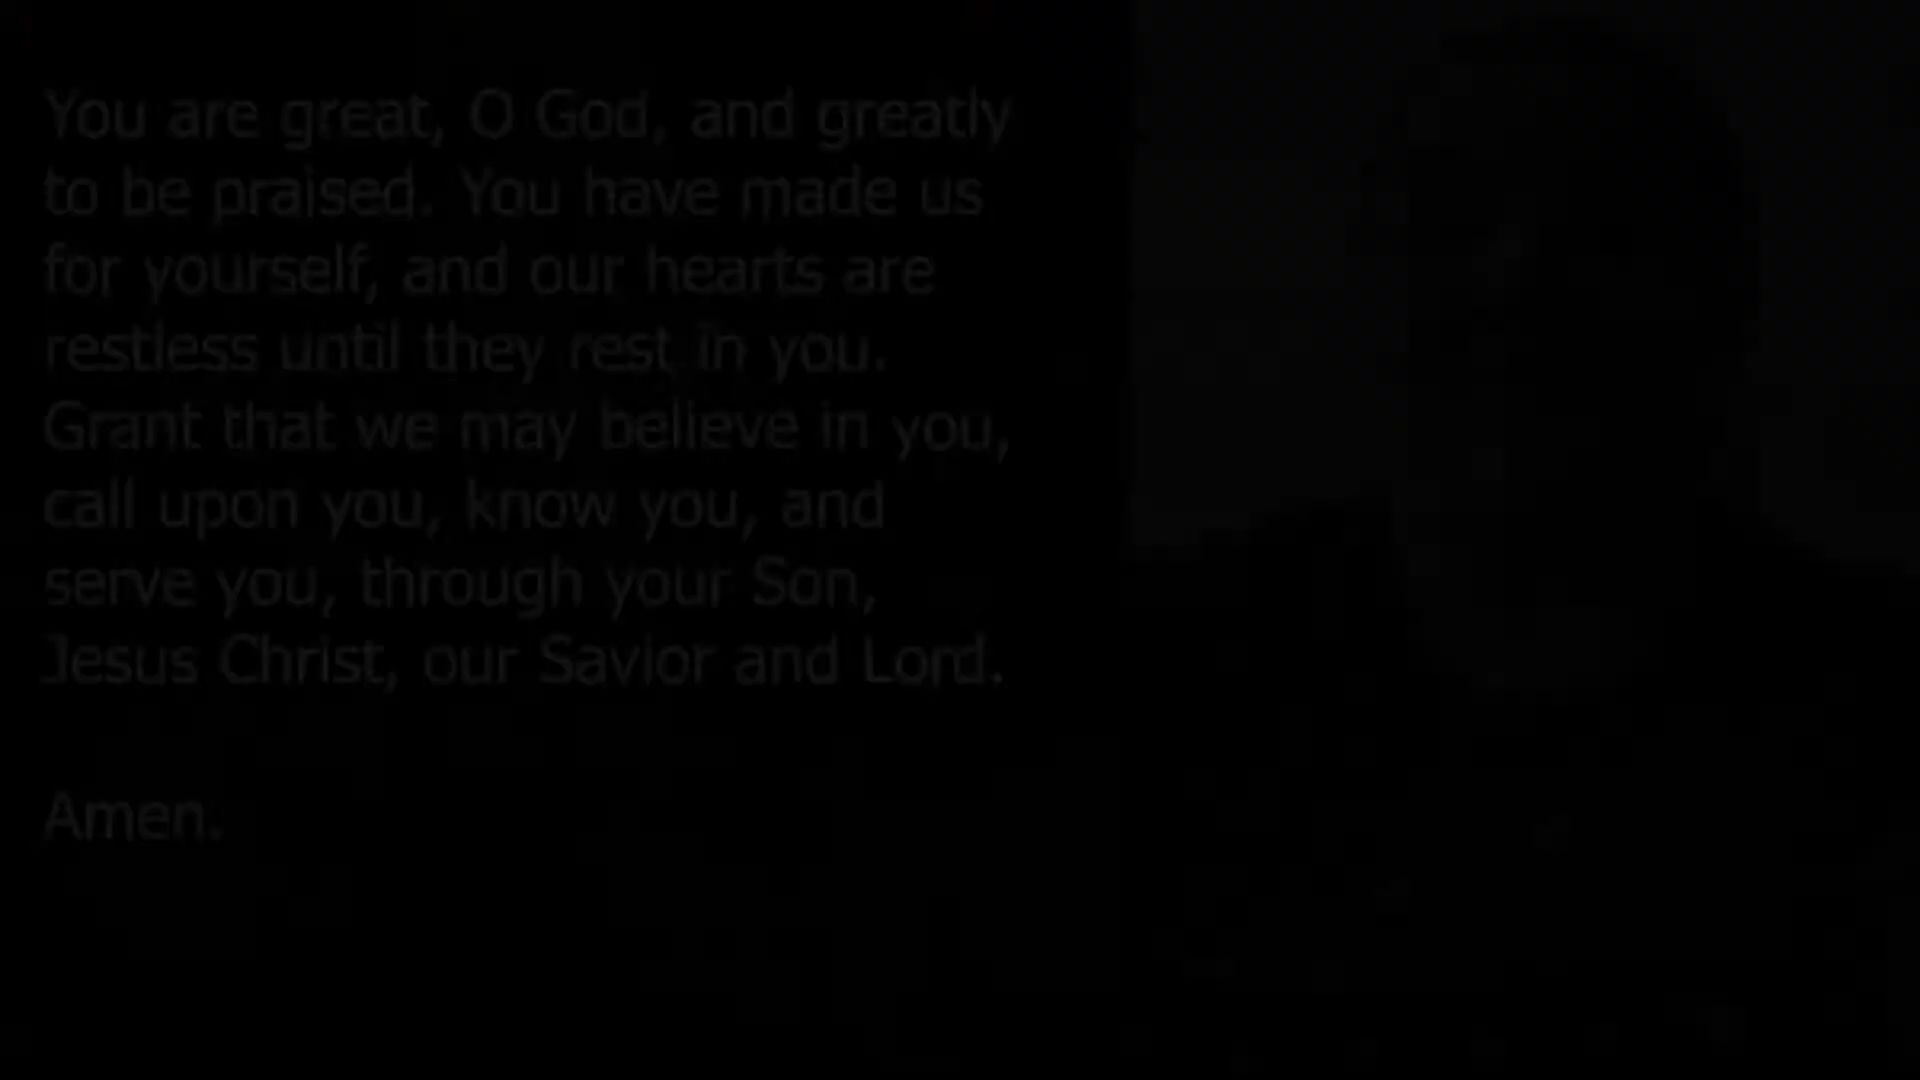 You are great, O God, and greatly
to be praised. You have made us
for yourself, and our hearts are
restless until they rest in you.
Grant that we may believe in you,
call upon you, know you, and
serve you, through your Son,
Jesus Christ, our Savior and Lord.
Amen.